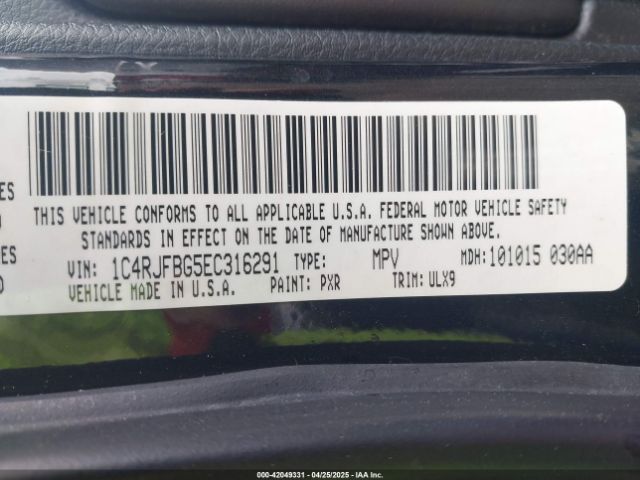 THIS VEHICLE CONFORMS TO ALL APPLICABLE U.S.A. FEDERAL MOTOR VEHICLE SAFETY
STANDARDS IN EFFECT ON THE DATE OF MANUFACTURE SHOWN ABOVE.
VIN: 1C4RJFBG5EC316291 TYPE: MPV MDH: 101015 030AA
VEHICLE MADE IN U.S.A. PAINT: PXR TRIM: ULX9
ES
ES
000-42049331 - 04/25/2025 - IAA Inc.